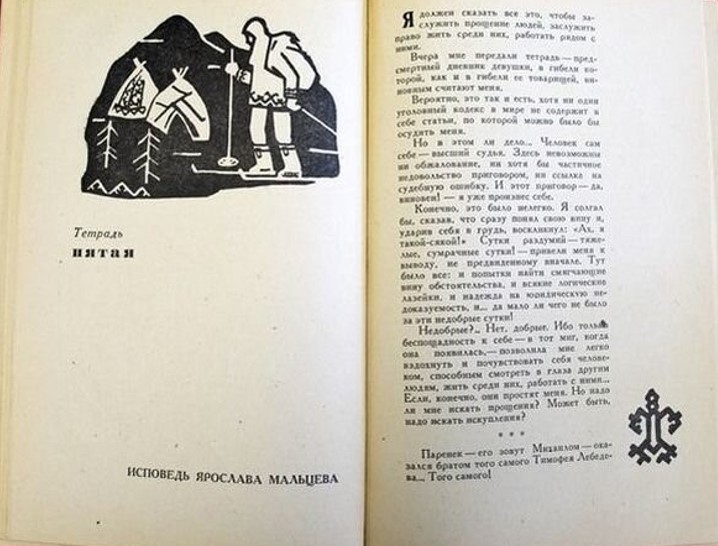 Тетрадь
пятая
ИСПОВЕДЬ ЯРОСЛАВА МАЛЬЦЕВА
Я должен сказать все это, чтобы за-
служить прощение людей, заслужить
право жить среди них, работать рядом с
ними.
Вчера мне передали тетрадь — пред-
смертный дневник девушки, в гибели ко-
торой, как и в гибели ее товарищей, ви-
новным считают меня.
Вероятно, это так и есть, хотя ни один
уголовный кодекс в мире не содержит в
себе статьи, по которой можно было бы
осудить меня.
Но в этом ли дело... Человек сам
себе — высший судья. Здесь невозможны
ни обжалование, ни хотя бы частичное
недовольство приговором, ни ссылка на
судебную ошибку. И этот приговор — да,
виновен! — я уже произнес себе.
Конечно, это было нелегко. Я солгал
бы, сказав, что сразу понял свою вину и,
ударив себя в грудь, воскликнул: «Ах, я
такой-сякой!» Сутки раздумий — тяже-
лые, сумрачные сутки! — привели меня к
выводу, не предвиденному вначале. Тут
было все: и попытки найти смягчающие
вину обстоятельства, и всякие логические
лазейки, и надежда на юридическую не-
доказуемость, и... да мало ли чего не было
за эти недобрые сутки!
Недобрые?.. Нет, добрые. Ибо только
беспощадность к себе — в тот миг, когда
она появилась, — позволила мне легко
вздохнуть и почувствовать себя челове-
ком, способным смотреть в глаза другим
людям, жить среди них, работать с ними...
Если, конечно, они простят меня. Но надо
ли мне искать прощения? Может быть,
надо искать искупления?
* * *
Паренек — его зовут Михаилом — ока-
зался братом того самого Тимофея Лебеде-
ва... Того самого!